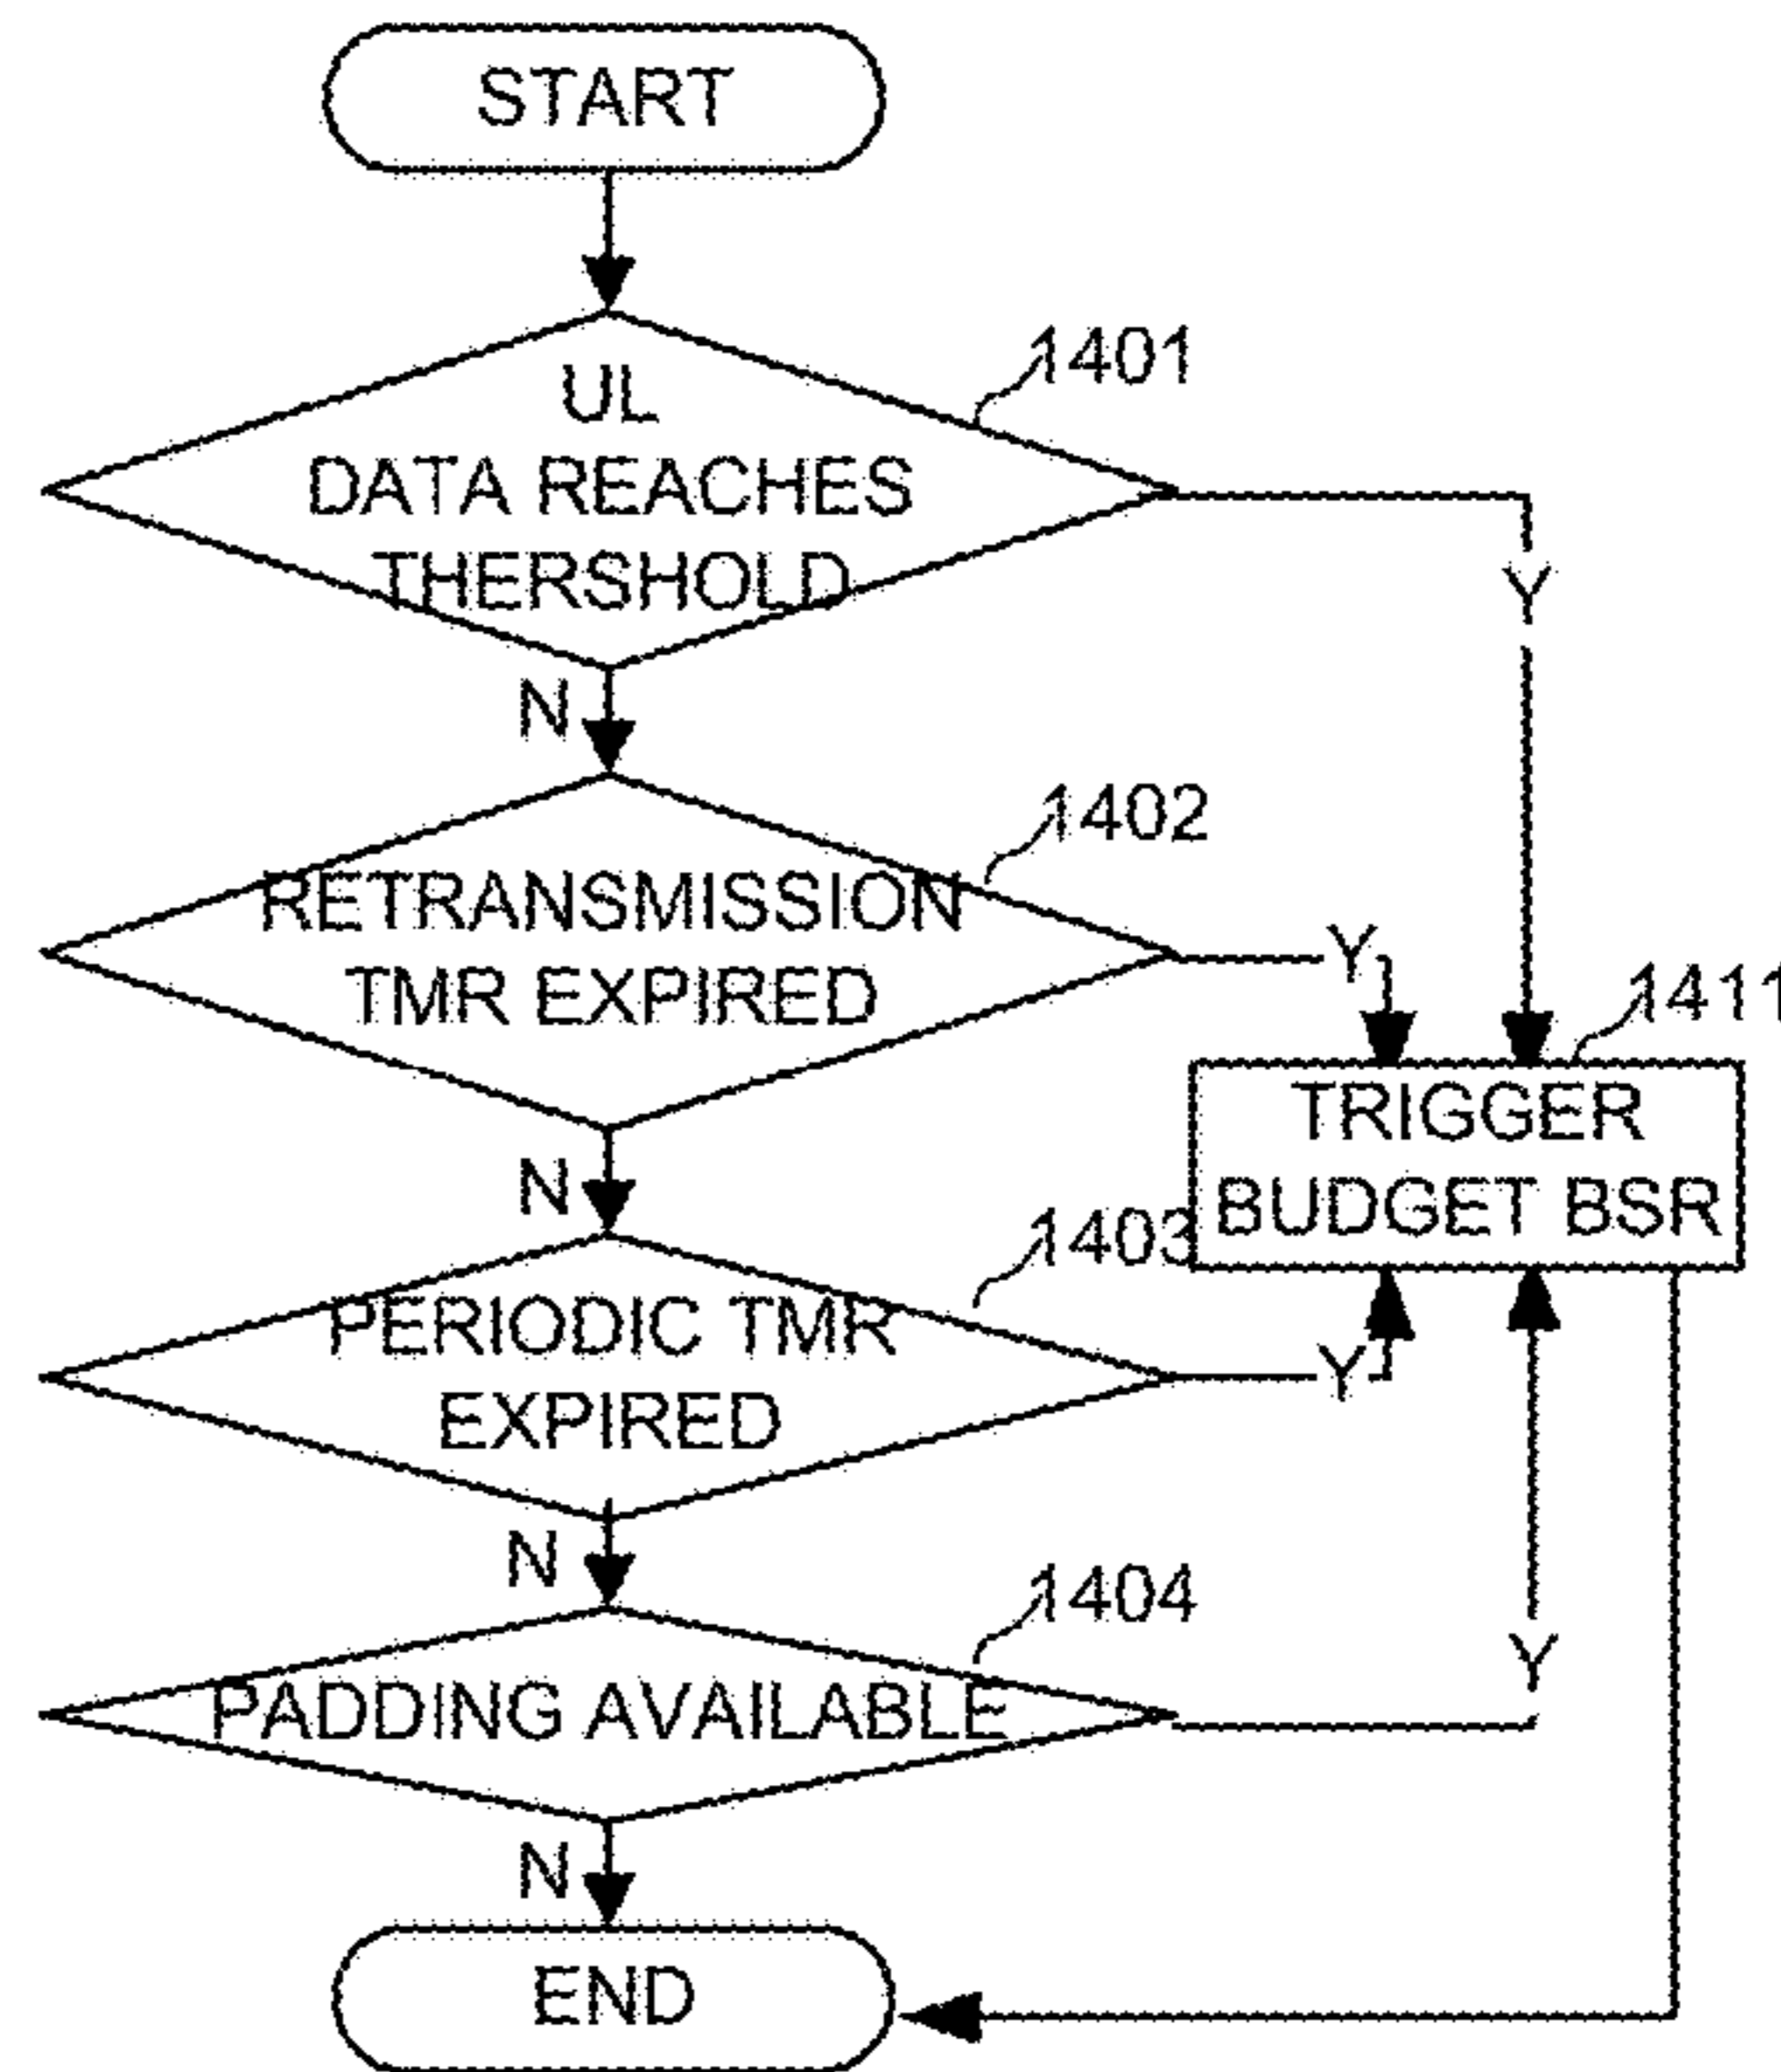 START
1401
UL
DATA REACHES
THERSHOLD
Y
N
1402
RETRANSMISSION
TMR EXPIRED
Y
1411
TRIGGER
BUDGET BSR
N
1403
PERIODIC TMR
EXPIRED
Y
N
1404
PADDING AVAILABLE
Y
N
END